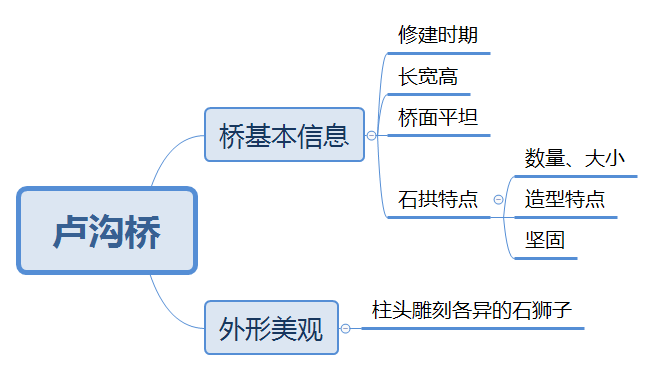 卢沟桥
桥基本信息
修建时期
长宽高
桥面平坦
石拱特点
数量、大小
造型特点
坚固
外形美观
柱头雕刻各异的石狮子